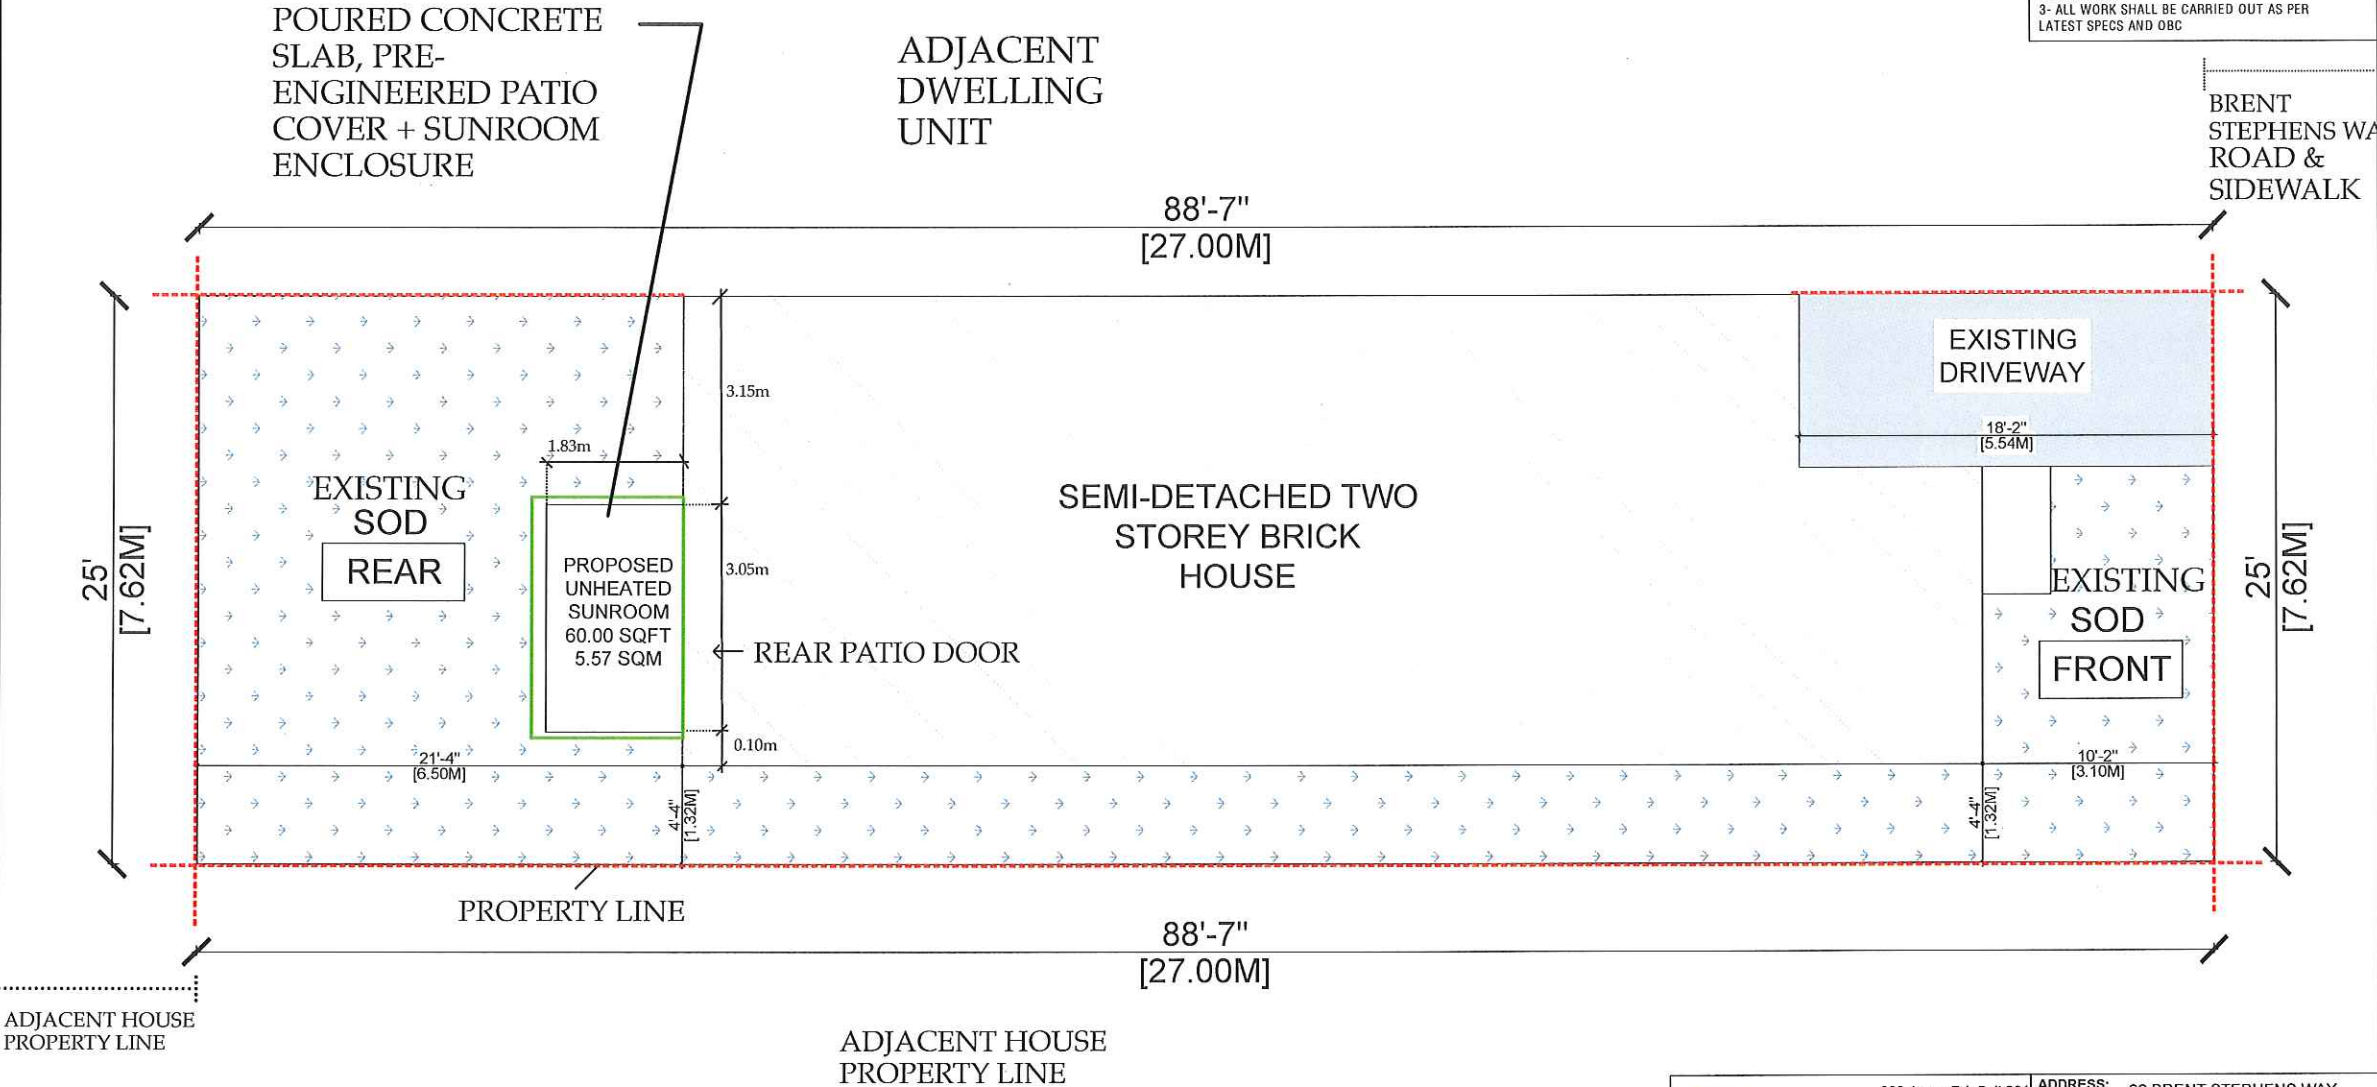 POURED CONCRETE
SLAB, PRE-
ENGINEERED PATIO
COVER + SUNROOM
ENCLOSURE
ADJACENT
DWELLING
UNIT
3- ALL WORK SHALL BE CARRIED OUT AS PER
LATEST SPECS AND OBC
BRENT
STEPHENS WA
ROAD &
SIDEWALK
88'-7"
[27.00M]
25'
[7.62M]
3.15m
1.83m
EXISTING
SOD
REAR
PROPOSED
UNHEATED
SUNROOM
60.00 SQFT
5.57 SQM
3.05m
REAR PATIO DOOR
0.10m
SEMI-DETACHED TWO
STOREY BRICK
HOUSE
EXISTING
DRIVEWAY
18'-2"
[5.54M]
EXISTING
SOD
FRONT
25'
[7.62M]
21'-4"
[6.50M]
4'-4"
[1.32M]
4'-4"
[1.32M]
10'-2"
[3.10M]
PROPERTY LINE
88'-7"
[27.00M]
ADJACENT HOUSE
PROPERTY LINE
ADJACENT HOUSE
PROPERTY LINE
ADDRESS: